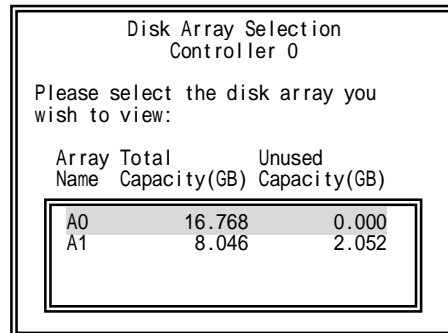 Disk Array Selection
Controller 0
Please select the disk array you
wish to view:
Array Total Unused
Name Capacity(GB) Capacity(GB)
A0 16.768 0.000
A1 8.046 2.052